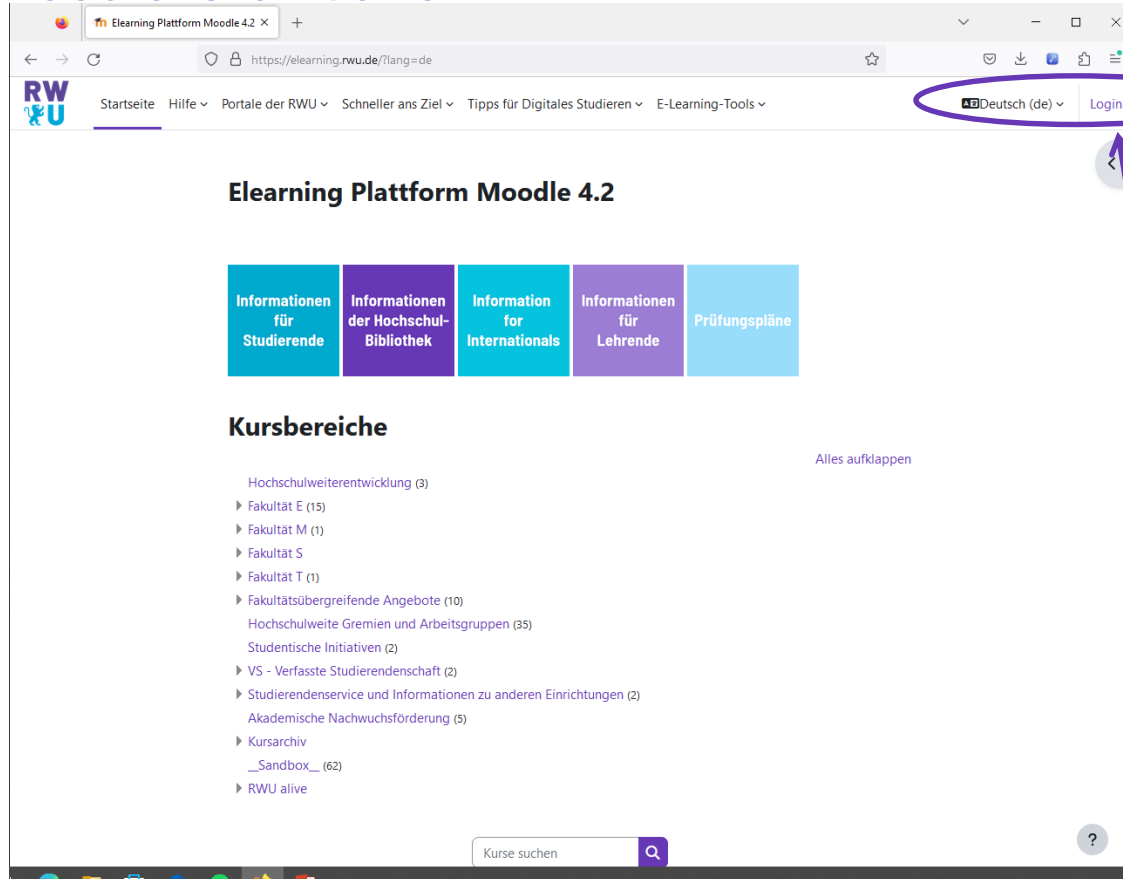 Elearning Plattform Moodle 4.2
https://elearning.rwu.de/?lang=de
RW
U
Startseite Hilfe Portale der RWU Schneller ans Ziel Tipps für Digitales Studieren E-Learning-Tools Deutsch (de) Login
Elearning Plattform Moodle 4.2
Informationen
für
Studierende
Informationen
der Hochschul-
Bibliothek
Information
for
Internationals
Informationen
für
Lehrende
Prüfungspläne
Kursbereiche
Alles aufklappen
Hochschulweiterentwicklung (3)
Fakultät E (15)
Fakultät M (1)
Fakultät S
Fakultät T (1)
Fakultätsübergreifende Angebote (10)
Hochschulweite Gremien und Arbeitsgruppen (35)
Studentische Initiativen (2)
VS - Verfasste Studierendenschaft (2)
Studierendenservice und Informationen zu anderen Einrichtungen (2)
Akademische Nachwuchsförderung (5)
Kursarchiv
__Sandbox__ (62)
RWU alive
Kurse suchen
?